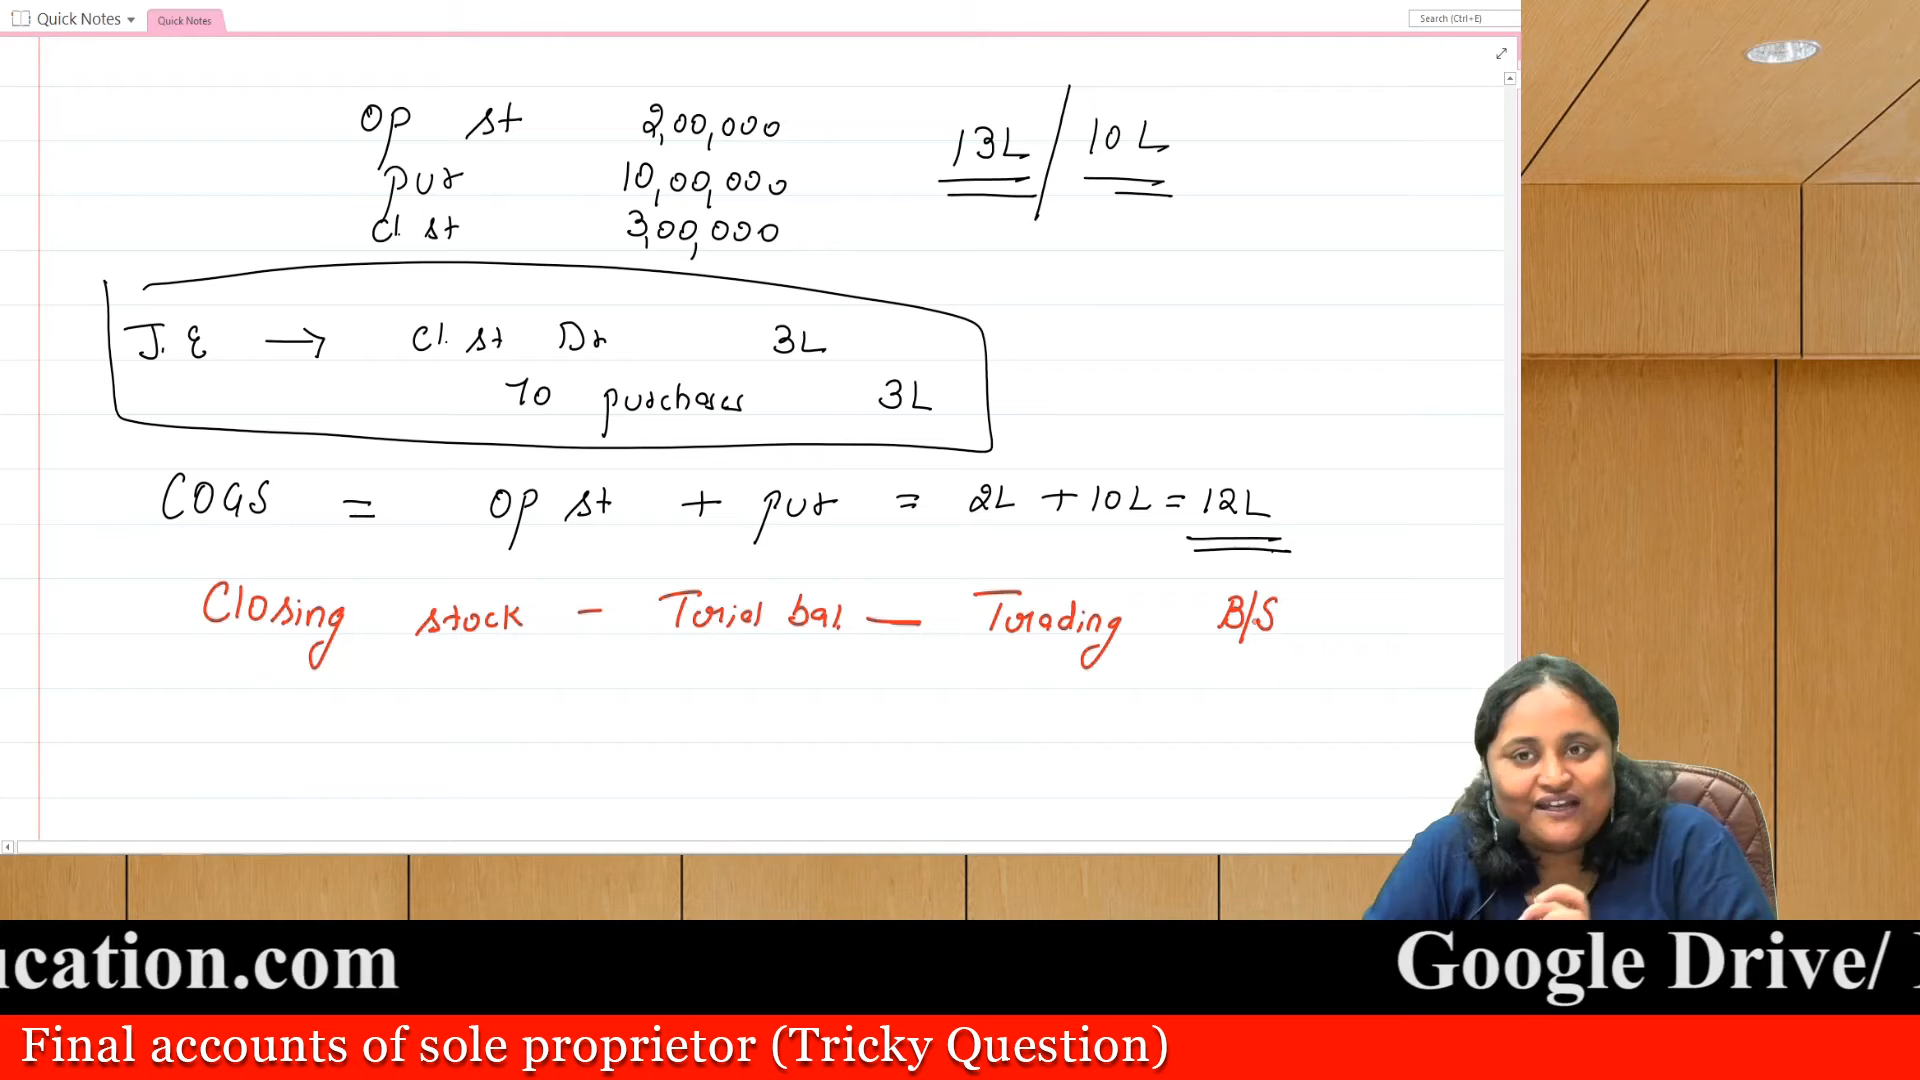 Quick Notes
Quick Notes
Search (Ctrl+E)
Op st 2,00,000
pur 10,00,000
Cl. st 3,00,000
13L / 10L
J.E → Cl. st Dr 3L
To purchases 3L
COGS = Op st + pur = 2L + 10L = 12L
Closing stock - Trial bal. - Trading B/S
ucation.com
Google Drive/
Final accounts of sole proprietor (Tricky Question)